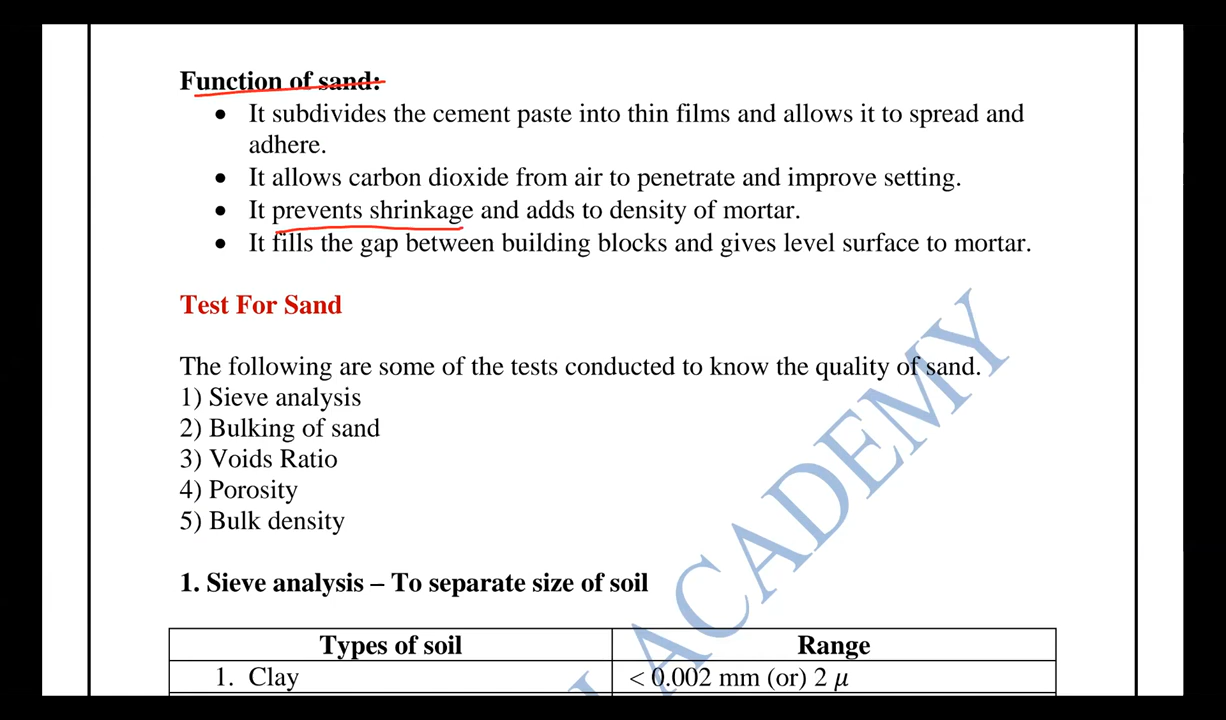 Function of sand:
• It subdivides the cement paste into thin films and allows it to spread and
adhere.
• It allows carbon dioxide from air to penetrate and improve setting.
• It prevents shrinkage and adds to density of mortar.
• It fills the gap between building blocks and gives level surface to mortar.
Test For Sand
The following are some of the tests conducted to know the quality of sand.
1) Sieve analysis
2) Bulking of sand
3) Voids Ratio
4) Porosity
5) Bulk density
1. Sieve analysis – To separate size of soil
Types of soil Range
1. Clay < 0.002 mm (or) 2 μ
ACADEMY